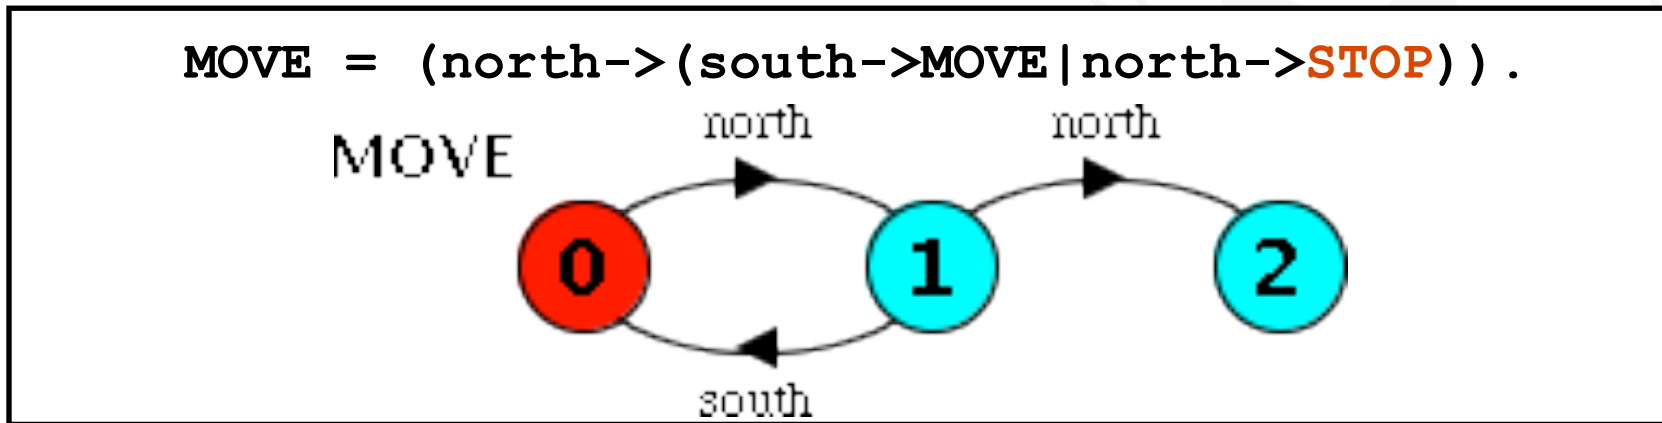 MOVE = (north->(south->MOVE|north->STOP)).
north north
MOVE
0 1 2
south